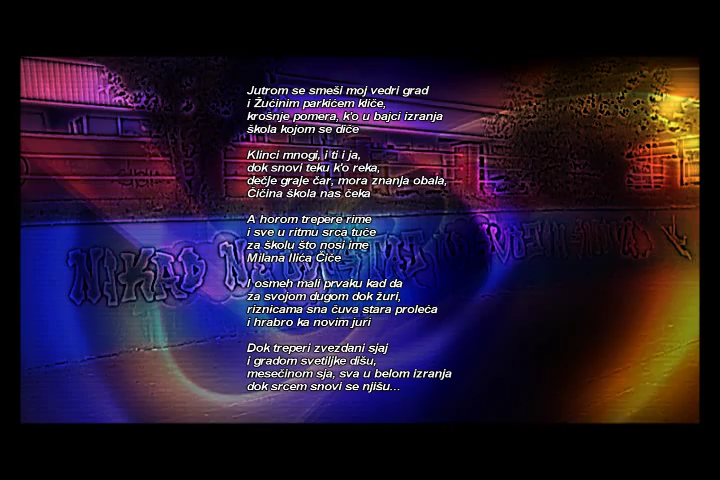 Jutrom se smeši moj vedri grad
i Žućinim parkićem kliče,
krošnje pomera, k'o u bajci izranja
škola kojom se diče
Klinci mnogi, i ti i ja,
dok snovi teku k'o reka,
dečje graje čar, mora znanja obala,
Čičina škola nas čeka
A horom trepere rime
i sve u ritmu srca tuče
za školu što nosi ime
Milana Ilića Čiče
I osmeh mali prvaku kad da
za svojom dugom dok žuri,
riznicama sna čuva stara proleća
i hrabro ka novim juri
Dok treperi zvezdani sjaj
i gradom svetiljke dišu,
mesečinom sja, sva u belom izranja
dok srcem snovi se njišu...
NIKAD